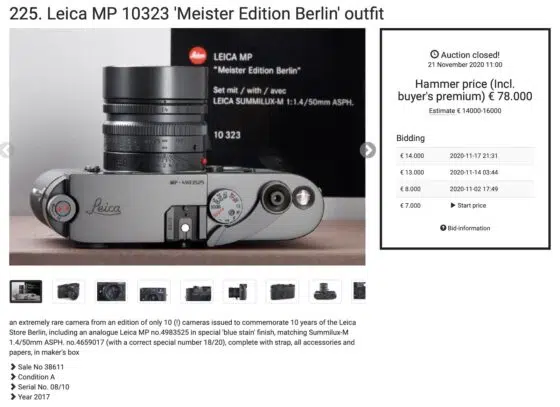 225. Leica MP 10323 'Meister Edition Berlin' outfit
LEICA MP
"Meister Edition Berlin"
Set mit / with / avec
LEICA SUMMILUX-M 1:1.4/50mm ASPH.
10 323
MP - 4983525
Leica
Auction closed!
21 November 2020 11:00
Hammer price (Incl.
buyer's premium) € 78.000
Estimate € 14000-16000
Bidding
€ 14.000 2020-11-17 21:31
€ 13.000 2020-11-14 03:44
€ 8.000 2020-11-02 17:49
€ 7.000 Start price
Bid-information
an extremely rare camera from an edition of only 10 (!) cameras issued to commemorate 10 years of the Leica
Store Berlin, including an analogue Leica MP no.4983525 in special 'blue stain' finish, matching Summilux-M
1.4/50mm ASPH. no.4659017 (with a correct special number 18/20), complete with strap, all accessories and
papers, in maker's box
Sale No 38611
Condition A
Serial No. 08/10
Year 2017